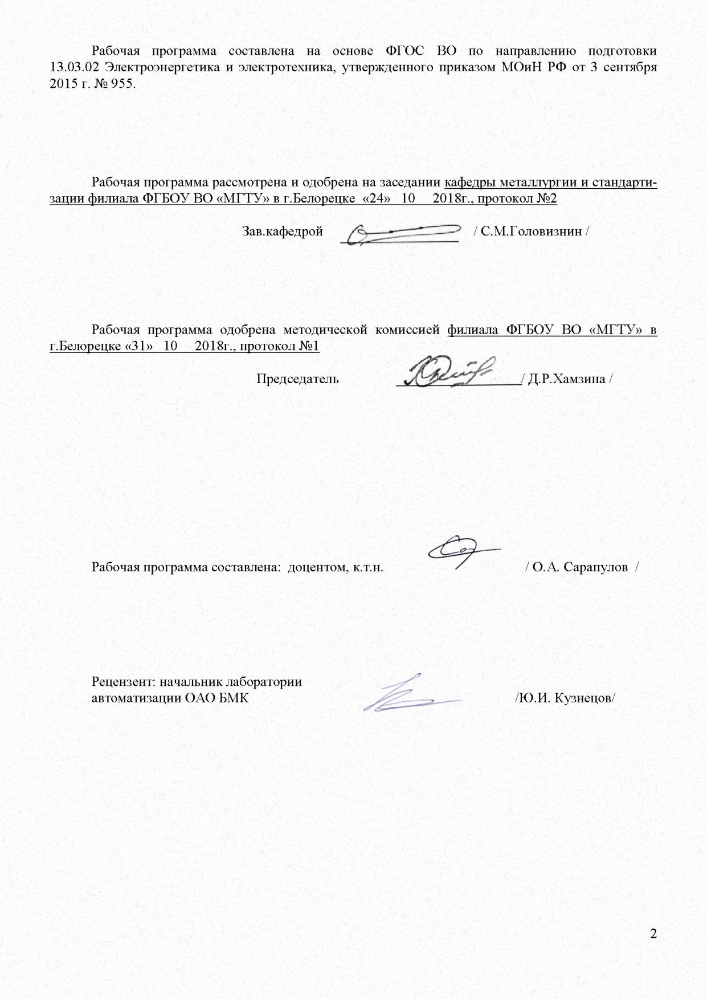 Рабочая программа составлена на основе ФГОС ВО по направлению подготовки
13.03.02 Электроэнергетика и электротехника, утвержденного приказом МОиН РФ от 3 сентября
2015 г. № 955.
Рабочая программа рассмотрена и одобрена на заседании кафедры металлургии и стандарти-
зации филиала ФГБОУ ВО «МГТУ» в г.Белорецке «24» 10 2018г., протокол №2
Зав.кафедрой / С.М.Головизнин /
Рабочая программа одобрена методической комиссией филиала ФГБОУ ВО «МГТУ» в
г.Белорецке «31» 10 2018г., протокол №1
Председатель / Д.Р.Хамзина /
Рабочая программа составлена: доцентом, к.т.н. / О.А. Сарапулов /
Рецензент: начальник лаборатории
автоматизации ОАО БМК /Ю.И. Кузнецов/
2